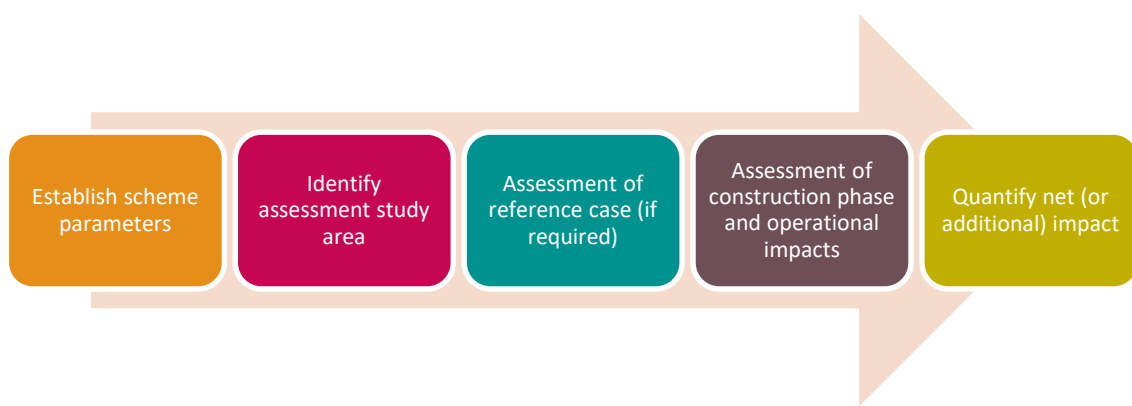 Establish scheme
parameters
Identify
assessment study
area
Assessment of
reference case (if
required)
Assessment of
construction phase
and operational
impacts
Quantify net (or
additional) impact